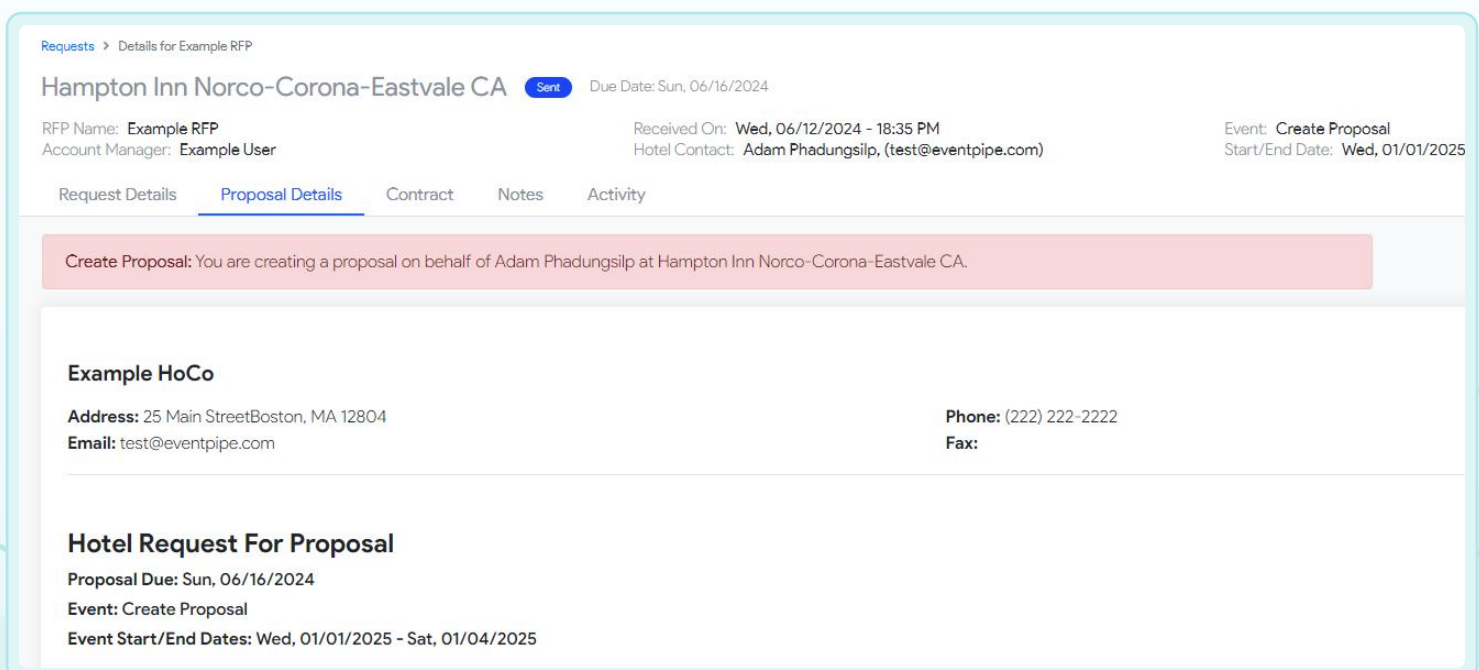 Requests > Details for Example RFP
Hampton Inn Norco-Corona-Eastvale CA Sent Due Date: Sun, 06/16/2024
RFP Name: Example RFP Received On: Wed, 06/12/2024 - 18:35 PM Event: Create Proposal
Account Manager: Example User Hotel Contact: Adam Phadungsilp, (test@eventpipe.com) Start/End Date: Wed, 01/01/2025
Request Details Proposal Details Contract Notes Activity
Create Proposal: You are creating a proposal on behalf of Adam Phadungsilp at Hampton Inn Norco-Corona-Eastvale CA.
Example HoCo
Address: 25 Main StreetBoston, MA 12804 Phone: (222) 222-2222
Email: test@eventpipe.com Fax:
Hotel Request For Proposal
Proposal Due: Sun, 06/16/2024
Event: Create Proposal
Event Start/End Dates: Wed, 01/01/2025 - Sat, 01/04/2025